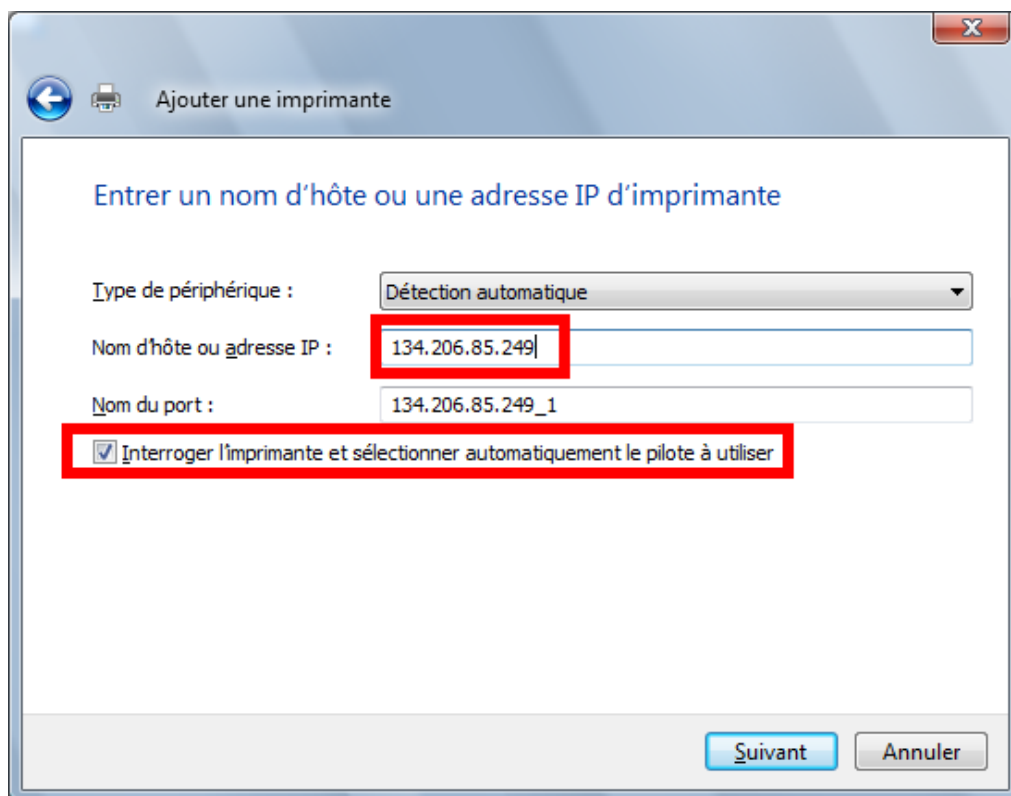 X
Ajouter une imprimante
Entrer un nom d’hôte ou une adresse IP d’imprimante
Type de périphérique : Détection automatique
Nom d'hôte ou adresse IP : 134.206.85.249
Nom du port : 134.206.85.249_1
Interroger l'imprimante et sélectionner automatiquement le pilote à utiliser
Suivant Annuler